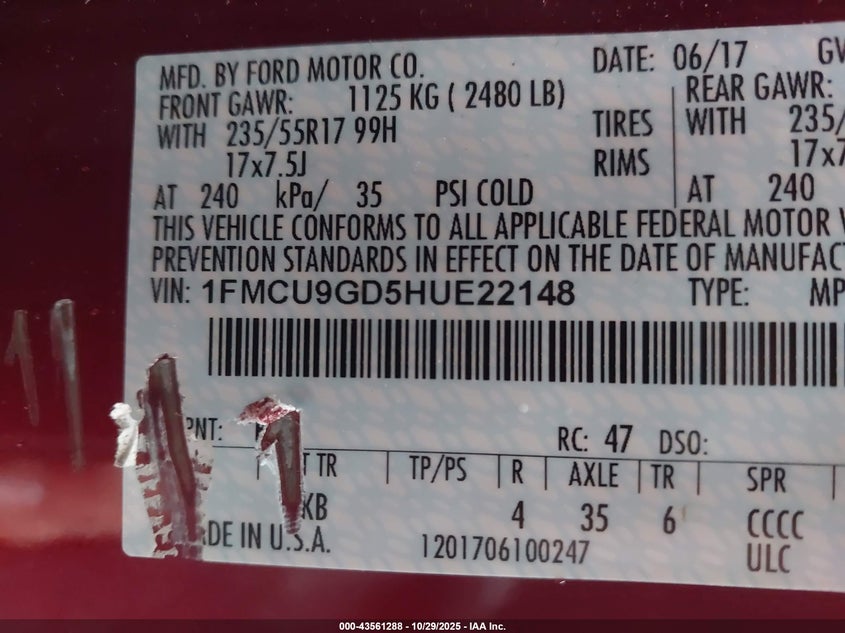 MFD. BY FORD MOTOR CO. DATE: 06/17 GV
FRONT GAWR: 1125 KG ( 2480 LB) REAR GAWR:
WITH 235/55R17 99H TIRES WITH 235/
17x7.5J RIMS 17x7
AT 240 kPa/ 35 PSI COLD AT 240
THIS VEHICLE CONFORMS TO ALL APPLICABLE FEDERAL MOTOR V
PREVENTION STANDARDS IN EFFECT ON THE DATE OF MANUFACT
VIN: 1FMCU9GD5HUE22148 TYPE: MP
PNT: RC: 47 DSO:
T TR TP/PS R AXLE TR SPR
KB 4 35 6 CCCC
DE IN U.S.A. 1201706100247 ULC
000-43561288 - 10/29/2025 - IAA Inc.